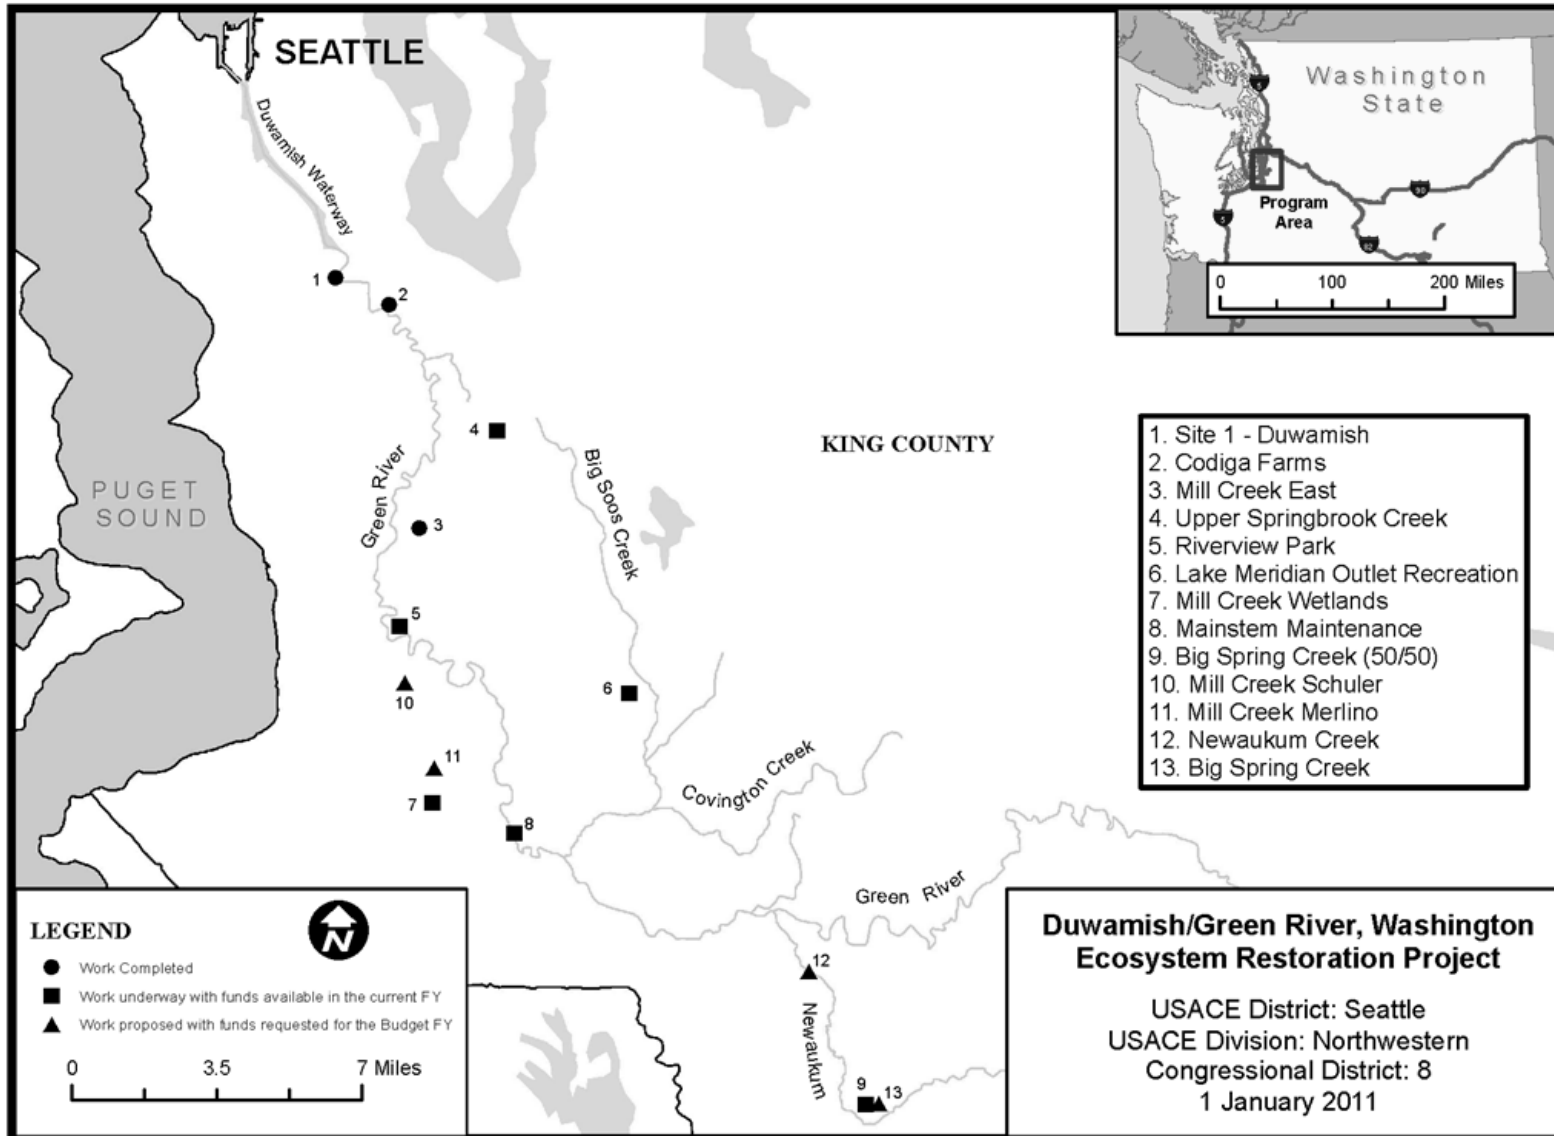 SEATTLE
Duwamish Waterway
1
2
4
Green River
3
Big Soos Creek
KING COUNTY
PUGET
SOUND
5
10
6
11
7
8
Covington Creek
Green River
12
Newaukum
9
13
Washington
State
5
90
5
82
Program
Area
0 100 200 Miles
1. Site 1 - Duwamish
2. Codiga Farms
3. Mill Creek East
4. Upper Springbrook Creek
5. Riverview Park
6. Lake Meridian Outlet Recreation
7. Mill Creek Wetlands
8. Mainstem Maintenance
9. Big Spring Creek (50/50)
10. Mill Creek Schuler
11. Mill Creek Merlino
12. Newaukum Creek
13. Big Spring Creek
LEGEND
N
Work Completed
Work underway with funds available in the current FY
Work proposed with funds requested for the Budget FY
0 3.5 7 Miles
Duwamish/Green River, Washington
Ecosystem Restoration Project
USACE District: Seattle
USACE Division: Northwestern
Congressional District: 8
1 January 2011